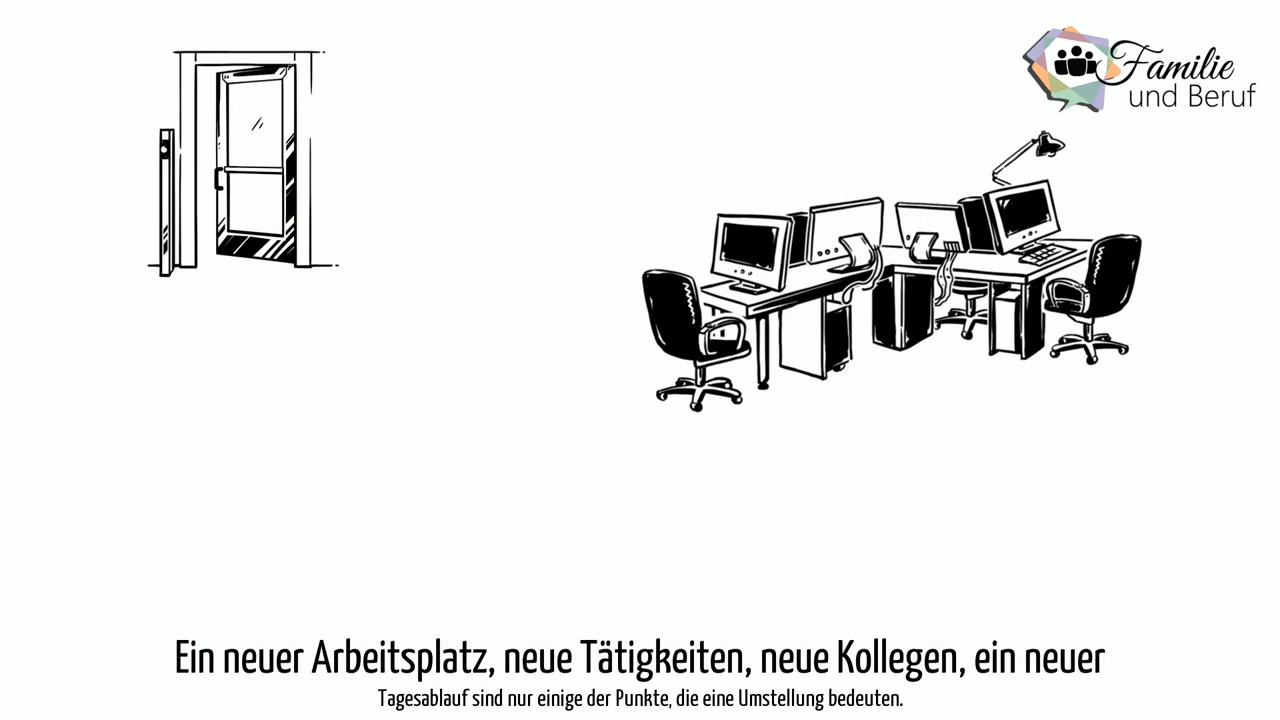 Familie
und Beruf
Ein neuer Arbeitsplatz, neue Tätigkeiten, neue Kollegen, ein neuer
Tagesablauf sind nur einige der Punkte, die eine Umstellung bedeuten.